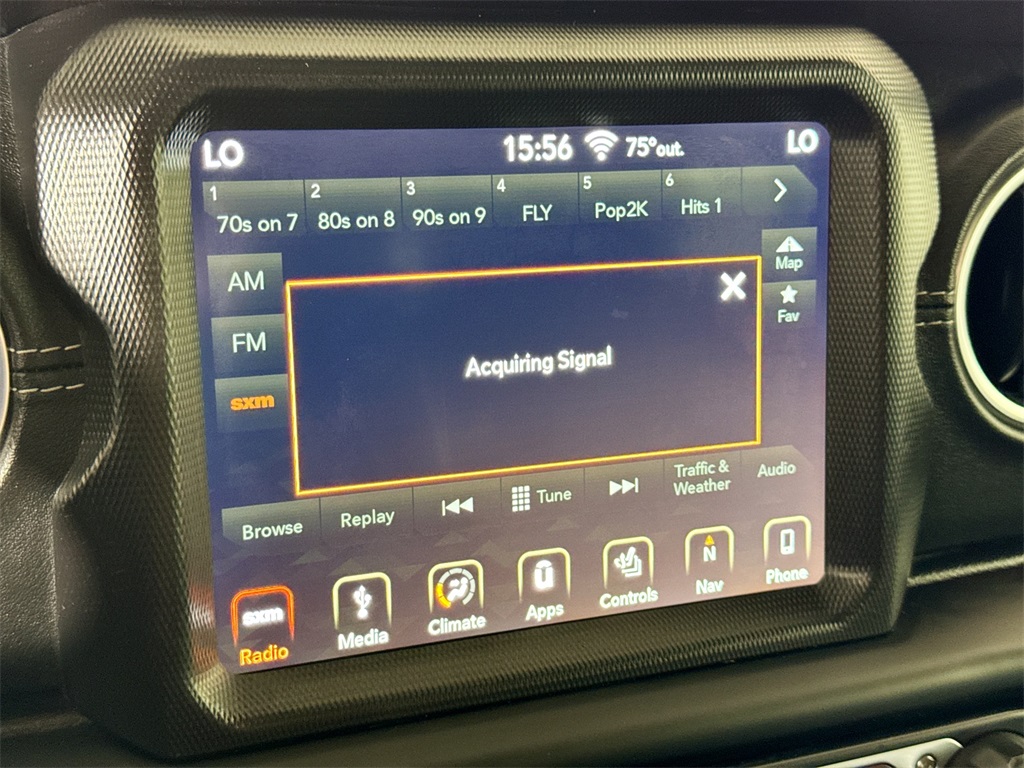 LO 15:56 75°out. LO
1 2 3 4 5 6
70s on 7 80s on 8 90s on 9 FLY Pop2K Hits 1
AM
FM
sxm
Acquiring Signal
Map
Fav
Browse Replay Tune Traffic & Audio
Weather
sxm N
Radio Media Climate Apps Controls Nav Phone